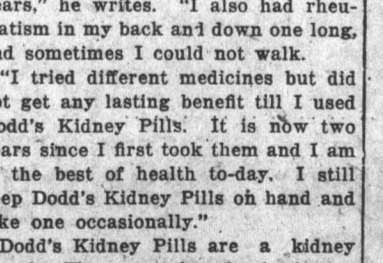 ears," he writes. "I also had rheu-
atism in my back and down one long,
nd sometimes I could not walk.
"I tried different medicines but did
ot get any lasting benefit till I used
odd's Kidney Pills. It is now two
ears since I first took them and I am
the best of health to-day. I still
ep Dodd's Kidney Pills on hand and
ke one occasionally."
Dodd's Kidney Pills are a kidney